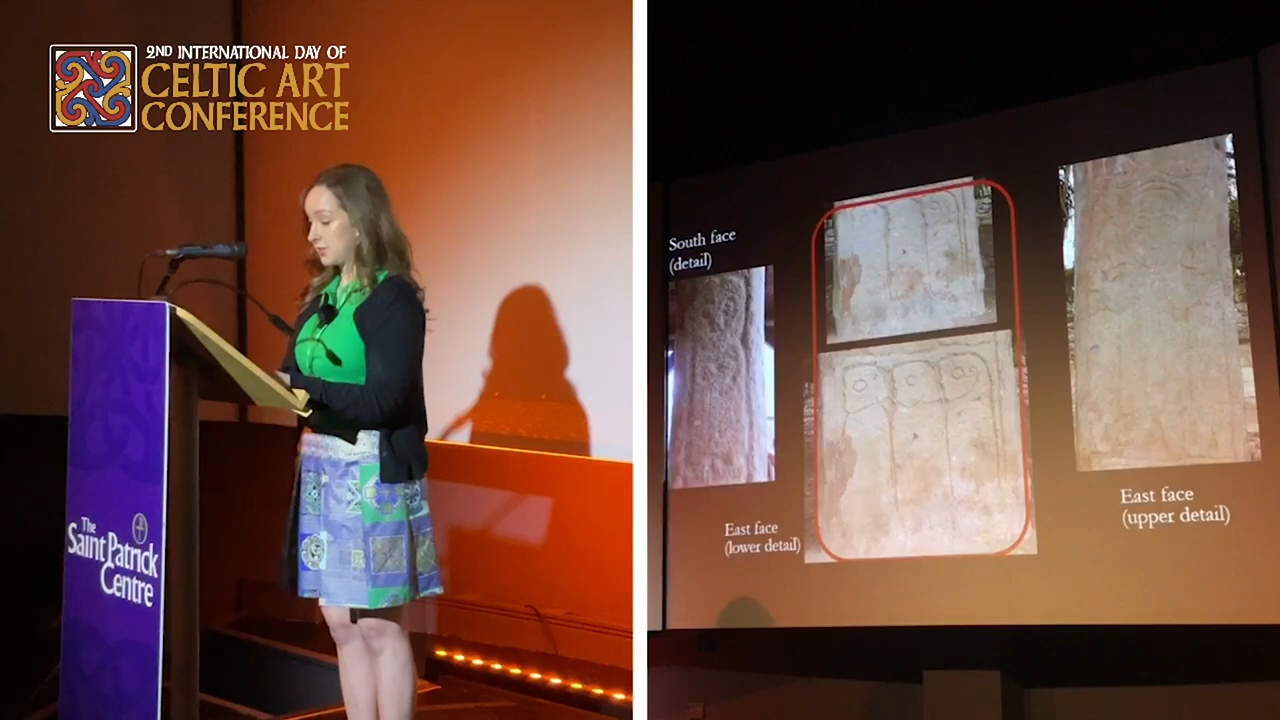 2ND INTERNATIONAL DAY OF
CELTIC ART
CONFERENCE
The
Saint Patrick
Centre
South face
(detail)
East face
(lower detail)
East face
(upper detail)